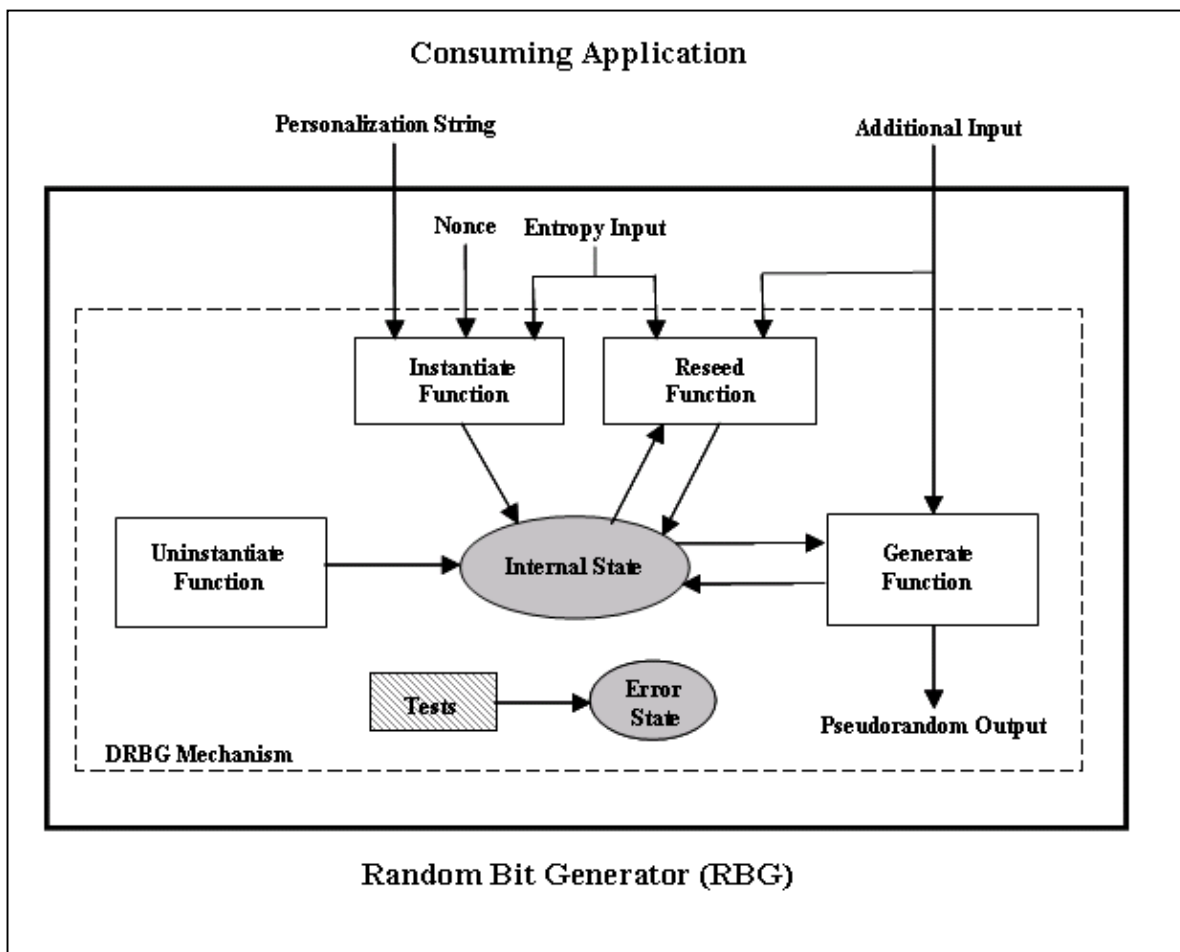 Consuming Application
Personalization String
Additional Input
Nonce
Entropy Input
Instantiate
Function
Reseed
Function
Uninstantiate
Function
Internal State
Generate
Function
Tests
Error
State
Pseudorandom Output
DRBG Mechanism
Random Bit Generator (RBG)